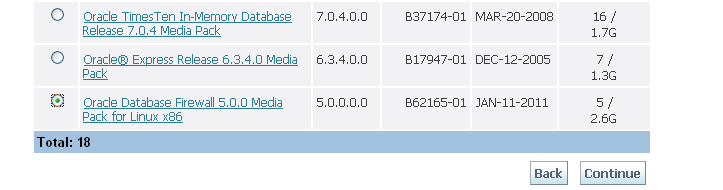 Oracle TimesTen In-Memory Database 7.0.4.0.0 B37174-01 MAR-20-2008 16 /
Release 7.0.4 Media Pack 1.7G
Oracle® Express Release 6.3.4.0 Media 6.3.4.0.0 B17947-01 DEC-12-2005 7 /
Pack 1.3G
Oracle Database Firewall 5.0.0 Media 5.0.0.0.0 B62165-01 JAN-11-2011 5 /
Pack for Linux x86 2.6G
Total: 18
Back Continue